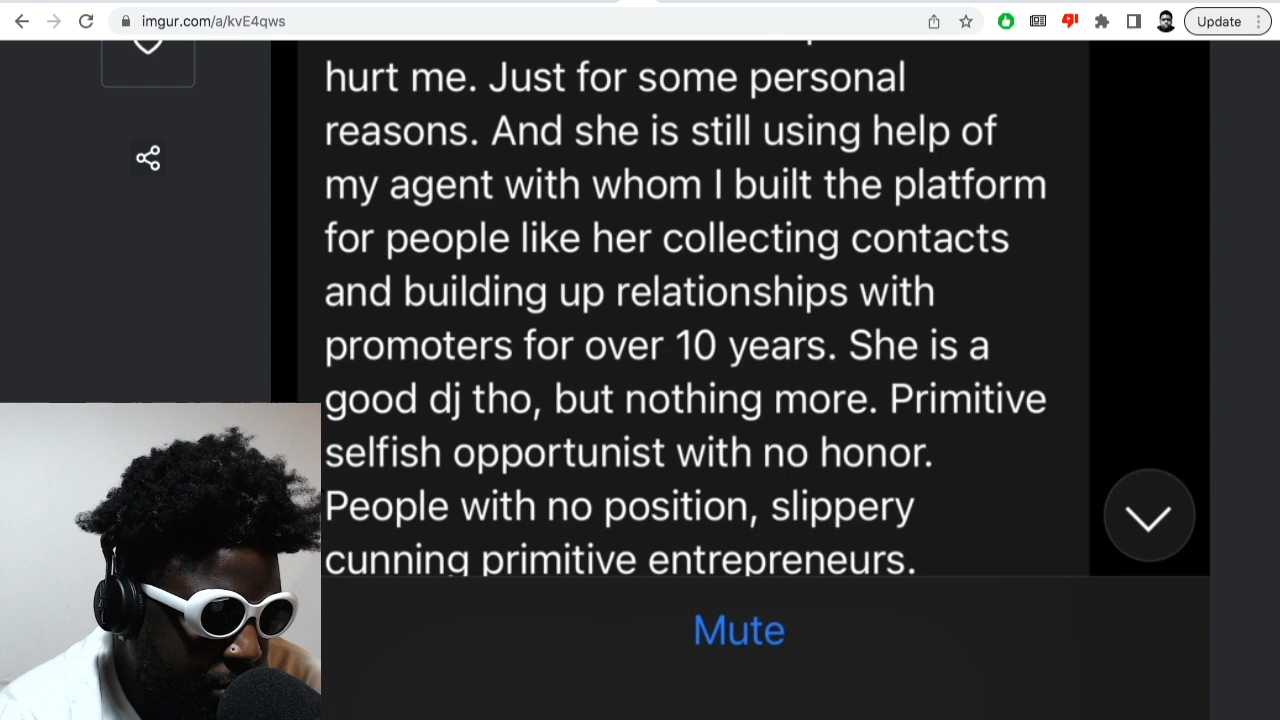 imgur.com/a/kvE4qws
Update
hurt me. Just for some personal
reasons. And she is still using help of
my agent with whom I built the platform
for people like her collecting contacts
and building up relationships with
promoters for over 10 years. She is a
good dj tho, but nothing more. Primitive
selfish opportunist with no honor.
People with no position, slippery
cunning primitive entrepreneurs.
Mute